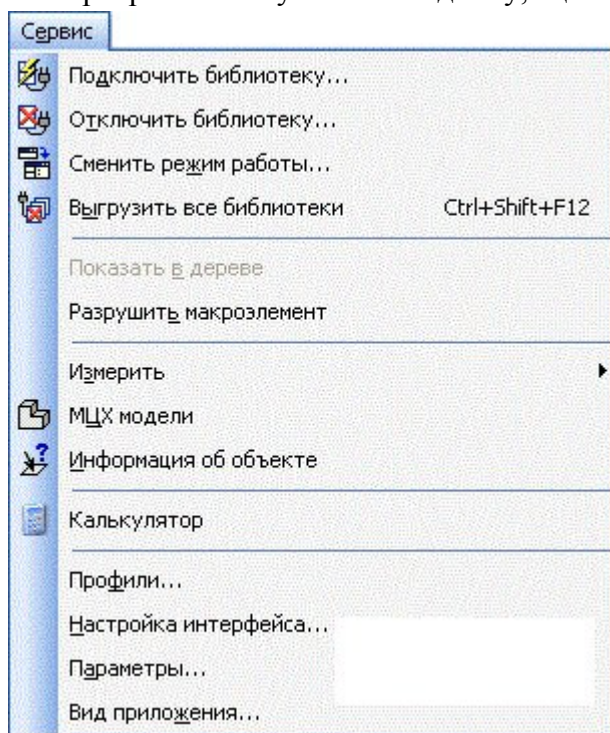 Сервис
Подключить библиотеку...
Отключить библиотеку...
Сменить режим работы...
Выгрузить все библиотеки Ctrl+Shift+F12
Показать в дереве
Разрушить макроэлемент
Измерить
МЦХ модели
Информация об объекте
Калькулятор
Профили...
Настройка интерфейса...
Параметры...
Вид приложения...